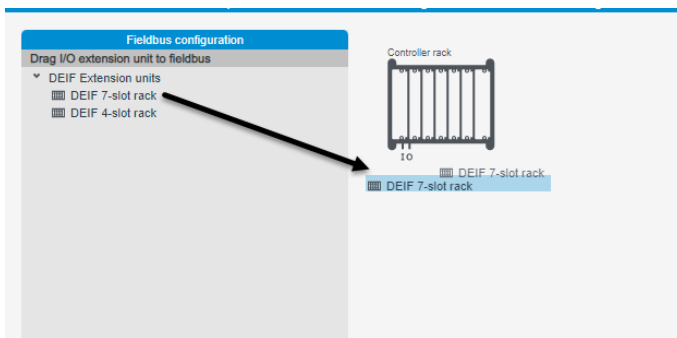 Fieldbus configuration
Drag I/O extension unit to fieldbus
DEIF Extension units
DEIF 7-slot rack
DEIF 4-slot rack
Controller rack
IO
DEIF 7-slot rack
DEIF 7-slot rack